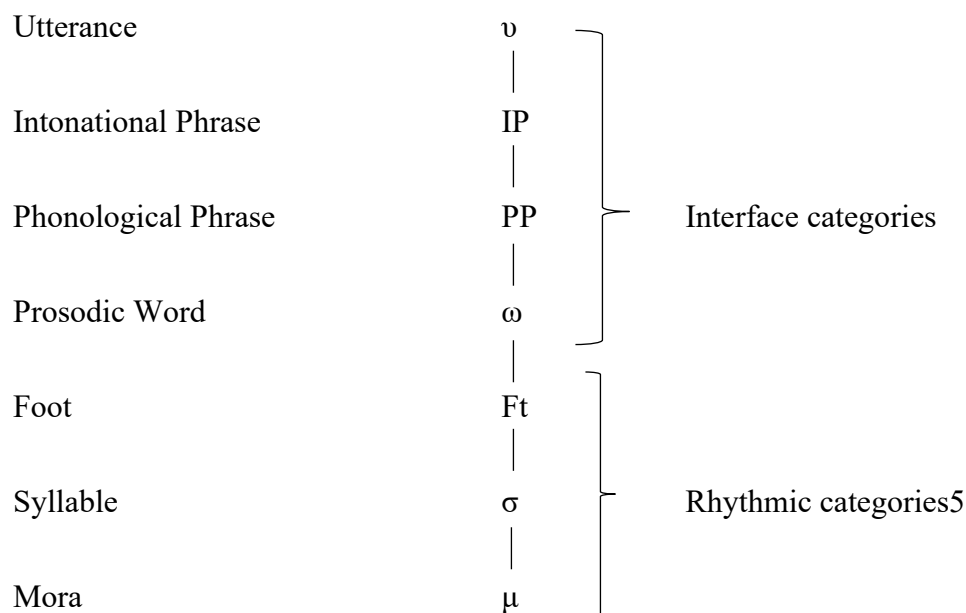 Utterance υ
Intonational Phrase IP
Phonological Phrase PP Interface categories
Prosodic Word ω
Foot Ft
Syllable σ Rhythmic categories5
Mora μ